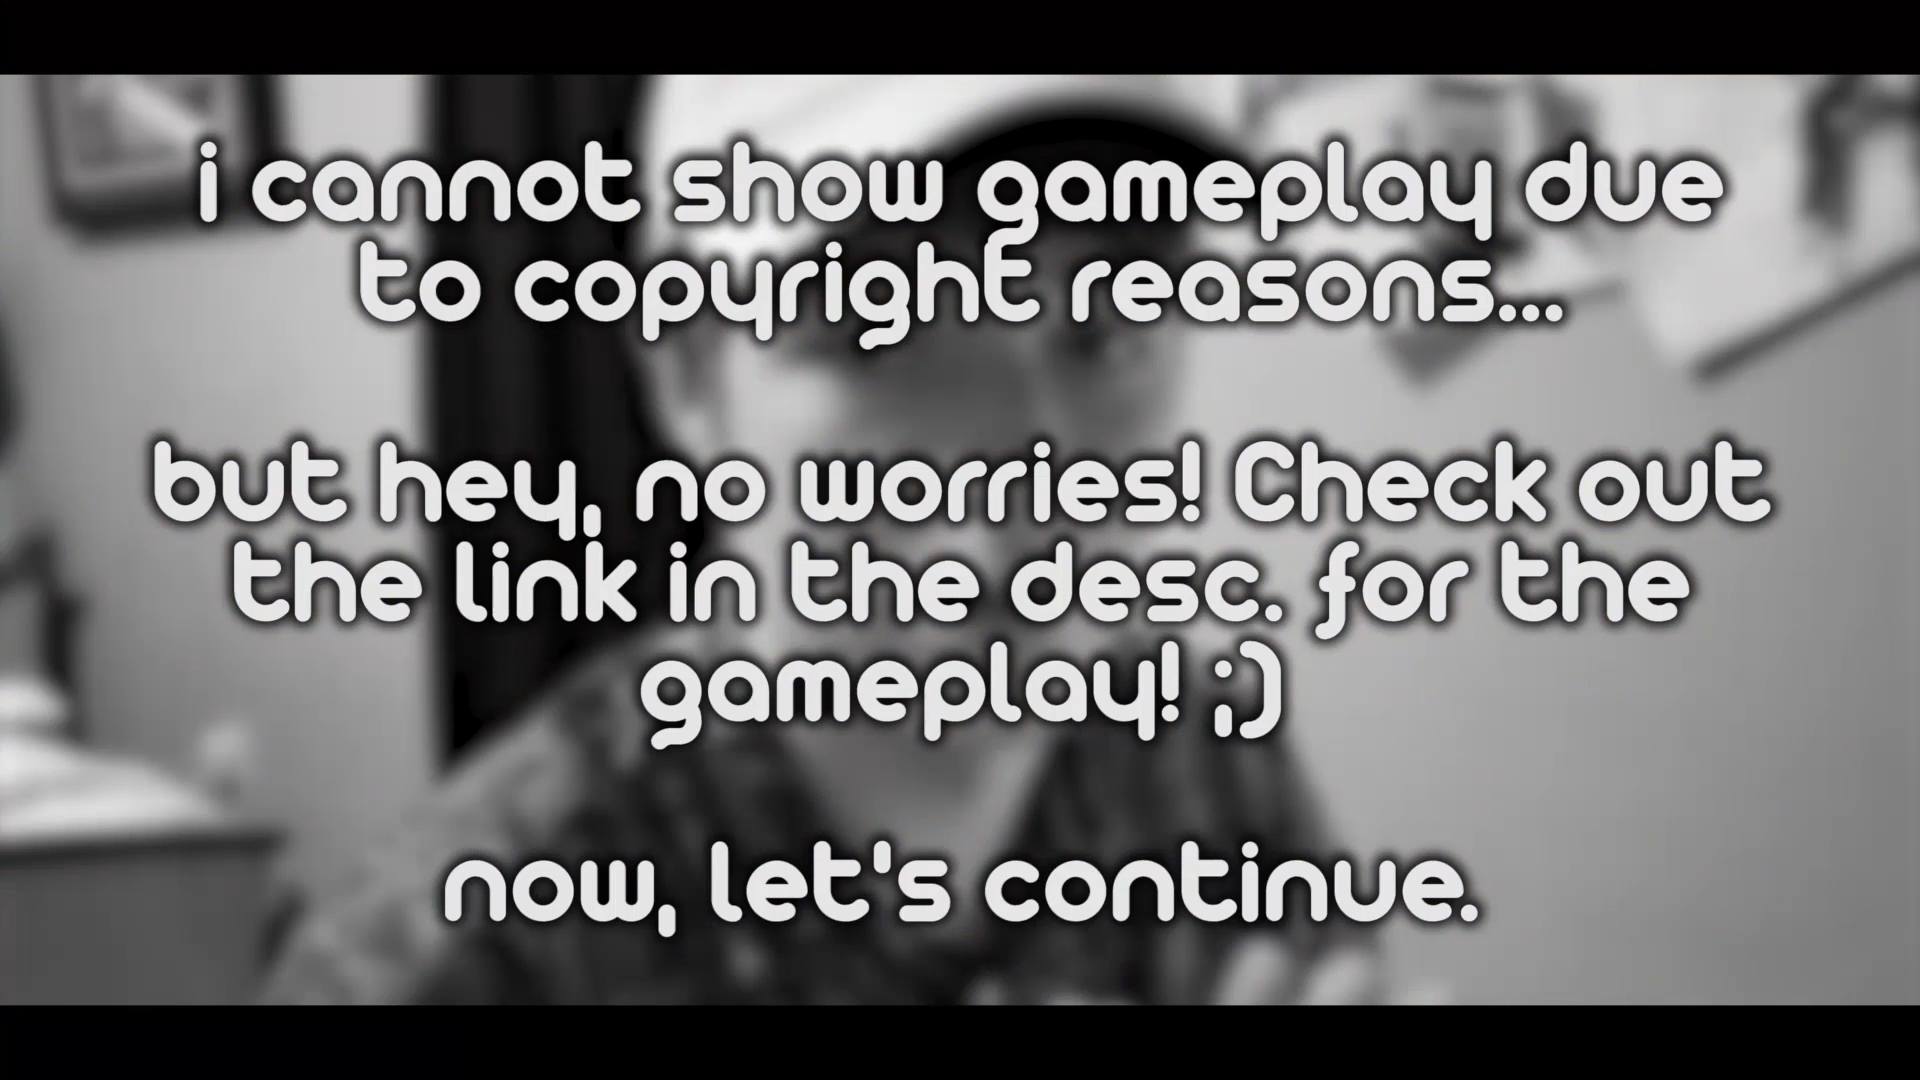 i cannot show gameplay due
to copyright reasons...
but hey, no worries! Check out
the link in the desc. for the
gameplay! ;)
now, let's continue.